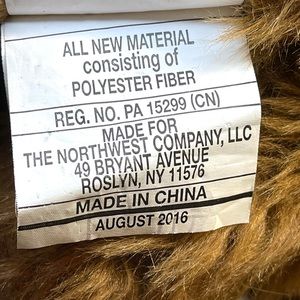 ALL NEW MATERIAL
consisting of
POLYESTER FIBER
REG. NO. PA 15299 (CN)
MADE FOR
THE NORTHWEST COMPANY, LLC
49 BRYANT AVENUE
ROSLYN, NY 11576
MADE IN CHINA
AUGUST 2016